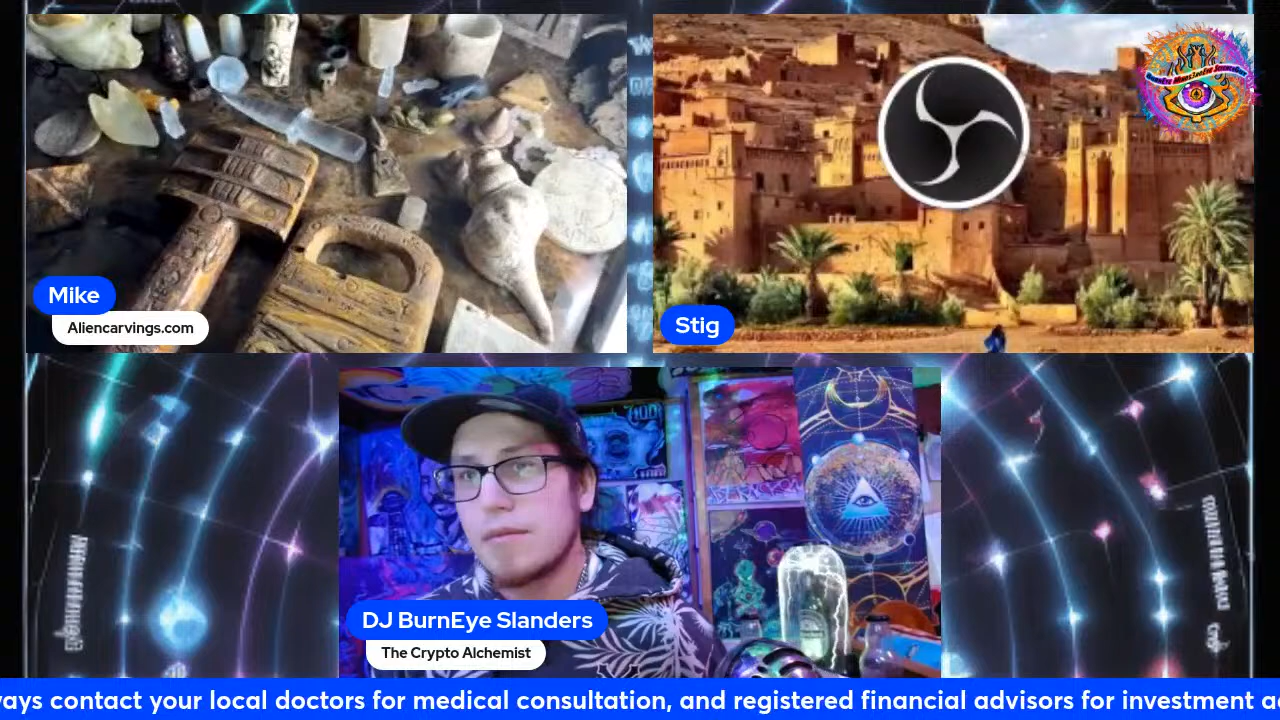 Mike
Aliencarvings.com
Stig
DJ BurnEye Slanders
The Crypto Alchemist
ays contact your local doctors for medical consultation, and registered financial advisors for investment a